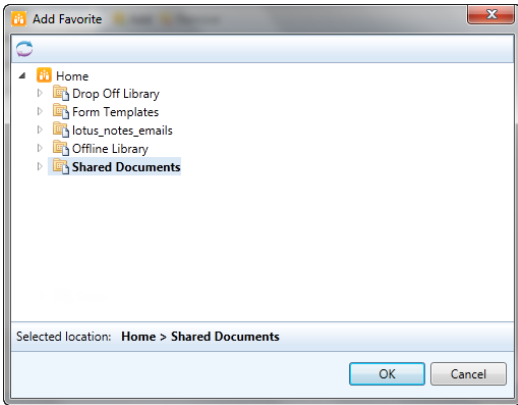 Add Favorite
Home
Drop Off Library
Form Templates
lotus_notes_emails
Offline Library
Shared Documents
Selected location: Home > Shared Documents
OK Cancel